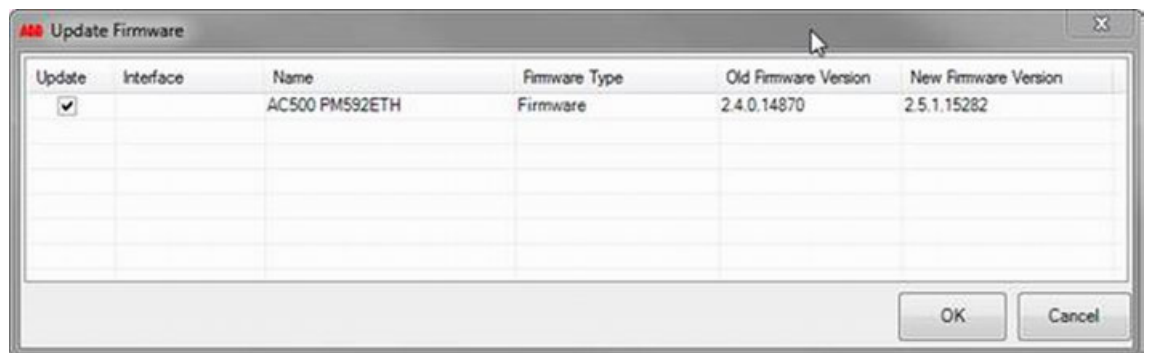 ABB Update Firmware
Update Interface Name Firmware Type Old Firmware Version New Firmware Version
AC500 PM592ETH Firmware 2.4.0.14870 2.5.1.15282
OK Cancel